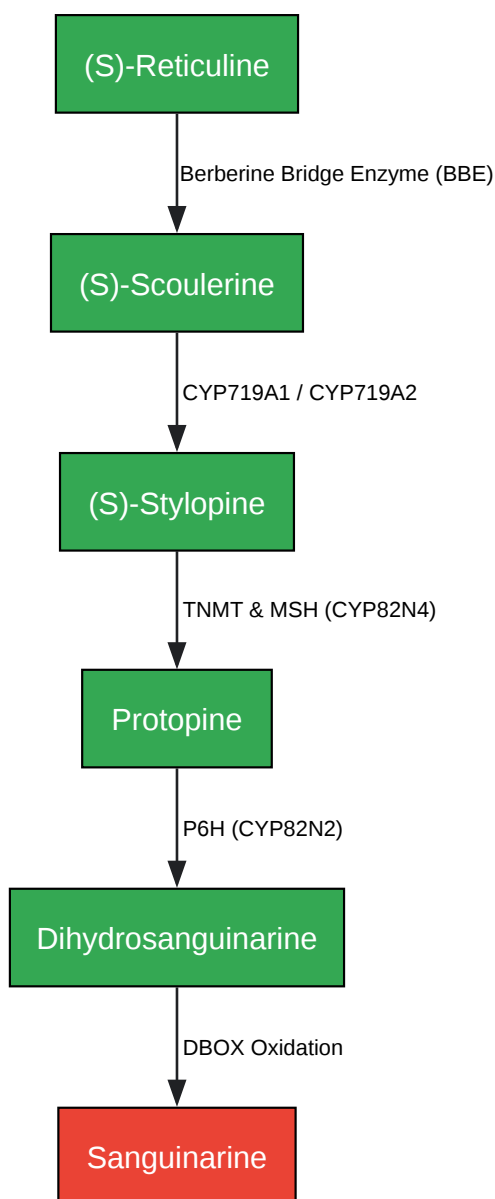 (S)-Reticuline
Berberine Bridge Enzyme (BBE)
(S)-Scoulerine
CYP719A1 / CYP719A2
(S)-Stylopine
TNMT & MSH (CYP82N4)
Protopine
P6H (CYP82N2)
Dihydrosanguinarine
DBOX Oxidation
Sanguinarine